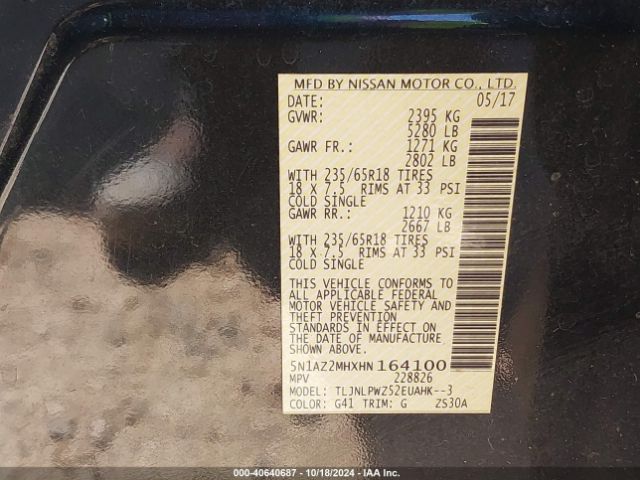 MFD BY NISSAN MOTOR CO., LTD.
DATE: 05/17
GVWR: 2395 KG
5280 LB
GAWR FR.: 1271 KG
2802 LB
WITH 235/65R18 TIRES
18 X 7.5 RIMS AT 33 PSI
COLD SINGLE
GAWR RR.: 1210 KG
2667 LB
WITH 235/65R18 TIRES
18 X 7.5 RIMS AT 33 PSI
COLD SINGLE
THIS VEHICLE CONFORMS TO
ALL APPLICABLE FEDERAL
MOTOR VEHICLE SAFETY AND
THEFT PREVENTION
STANDARDS IN EFFECT ON
THE DATE OF MANUFACTURE
SHOWN ABOVE.
5N1AZ2MHXHN164100
MPV 228826
MODEL: TLJNLPWZ52EUAHK--3
COLOR: G41 TRIM: G ZS30A
000-40640687 - 10/18/2024 - IAA Inc.